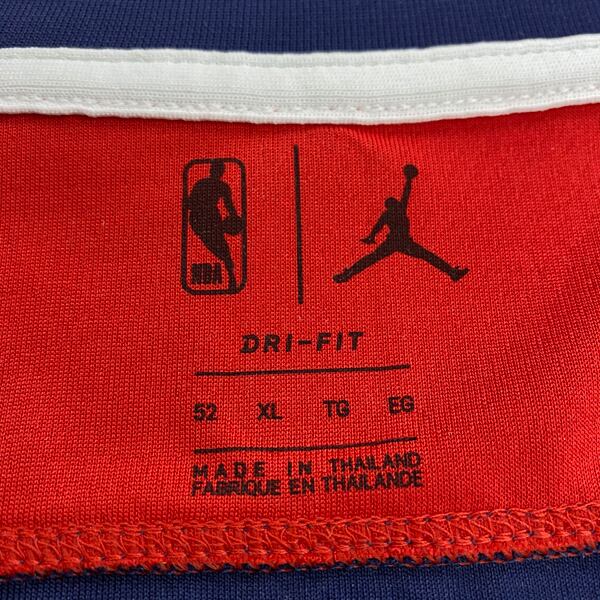 NBA
DRI-FIT
52 XL TG EG
MADE IN THAILAND
FABRIQUE EN THAILANDE